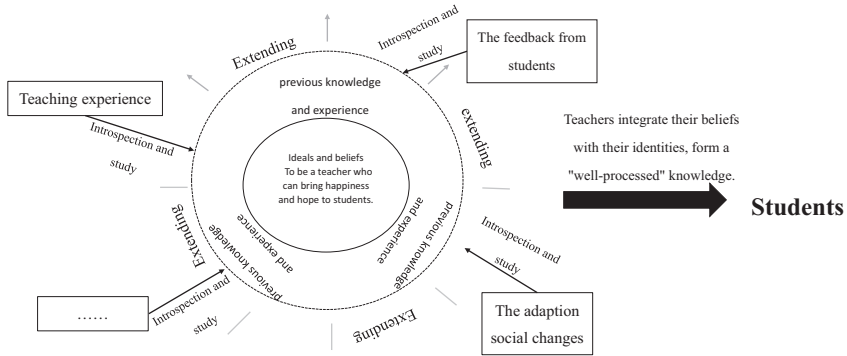 Extending
Introspection and
study
The feedback from
students
previous knowledge
and experience
Teaching experience
Introspection and
study
extending
Teachers integrate their beliefs
with their identities, form a
"well-processed" knowledge.
Students
Ideals and beliefs
To be a teacher who
can bring happiness
and hope to students.
Extending
previous knowledge
and experience
previous knowledge
and experience
Introspection and
study
……
Introspection and
study
Extending
The adaption
social changes